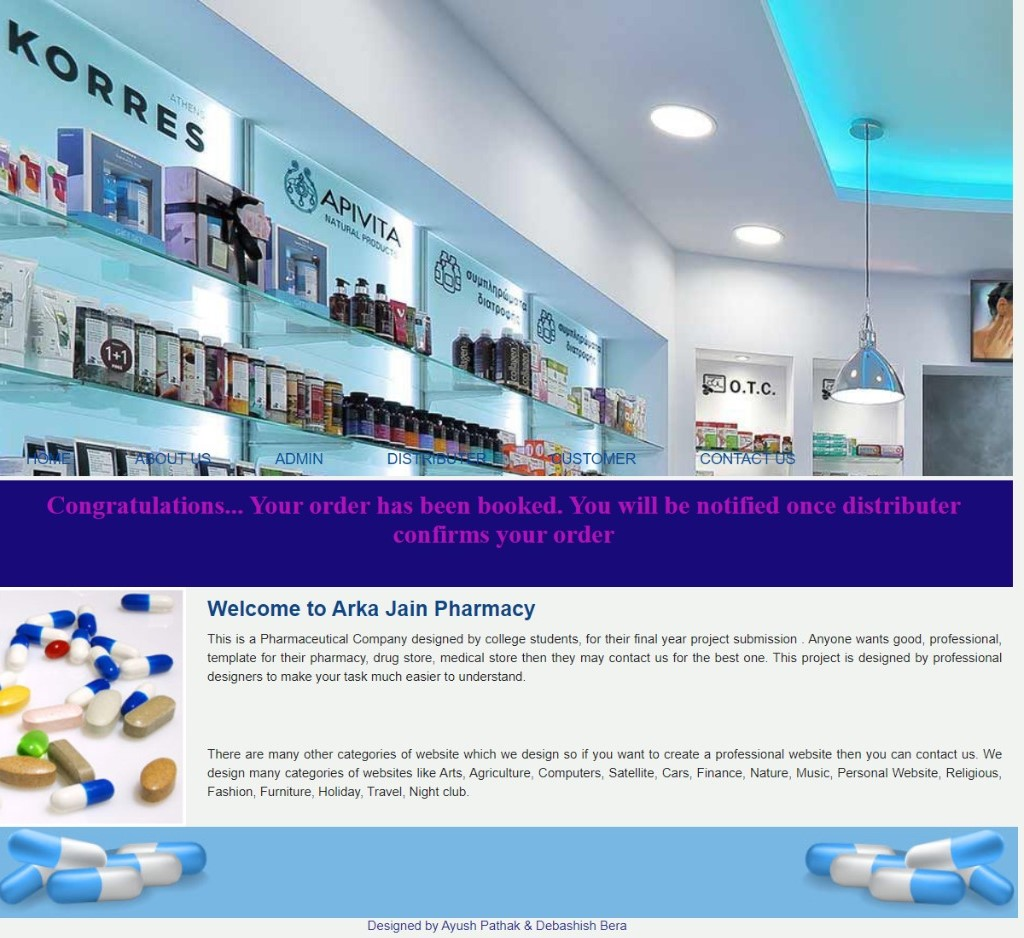 KORRES
ATHENS
APIVITA
NATURAL PRODUCTS
συμπληρώματα
διατροφής
συμπληρώματα
διατροφής
1+1
collagen
O.T.C.
HOME ABOUT US ADMIN DISTRIBUTER CUSTOMER CONTACT US
Congratulations... Your order has been booked. You will be notified once distributer
confirms your order
Welcome to Arka Jain Pharmacy
This is a Pharmaceutical Company designed by college students, for their final year project submission . Anyone wants good, professional,
template for their pharmacy, drug store, medical store then they may contact us for the best one. This project is designed by professional
designers to make your task much easier to understand.
There are many other categories of website which we design so if you want to create a professional website then you can contact us. We
design many categories of websites like Arts, Agriculture, Computers, Satellite, Cars, Finance, Nature, Music, Personal Website, Religious,
Fashion, Furniture, Holiday, Travel, Night club.
Designed by Ayush Pathak & Debashish Bera